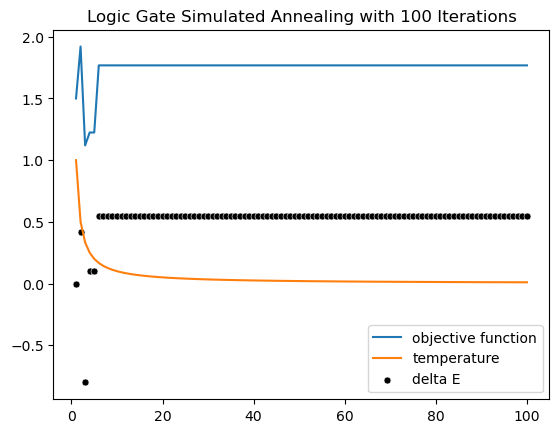 Logic Gate Simulated Annealing with 100 Iterations
2.0
1.5
1.0
0.5
0.0
−0.5
0 20 40 60 80 100
objective function
temperature
delta E